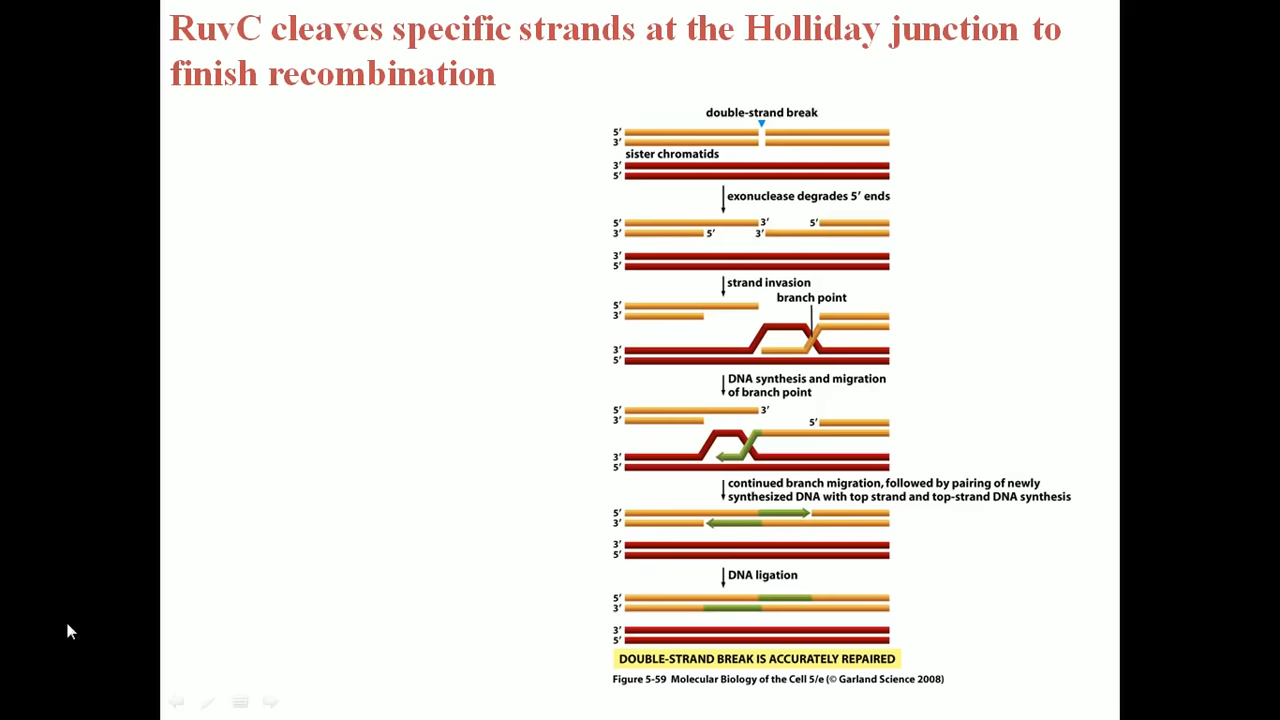 RuvC cleaves specific strands at the Holliday junction to
finish recombination
double-strand break
5′
3′
sister chromatids
3′
5′
exonuclease degrades 5′ ends
5′ 3′ 5′
3′ 5′ 3′
3′
5′
strand invasion
branch point
5′
3′
3′
5′
DNA synthesis and migration
of branch point
5′ 3′
3′ 5′
3′
5′
continued branch migration, followed by pairing of newly
synthesized DNA with top strand and top-strand DNA synthesis
5′
3′
3′
5′
DNA ligation
5′
3′
3′
5′
DOUBLE-STRAND BREAK IS ACCURATELY REPAIRED
Figure 5-59 Molecular Biology of the Cell 5/e (© Garland Science 2008)